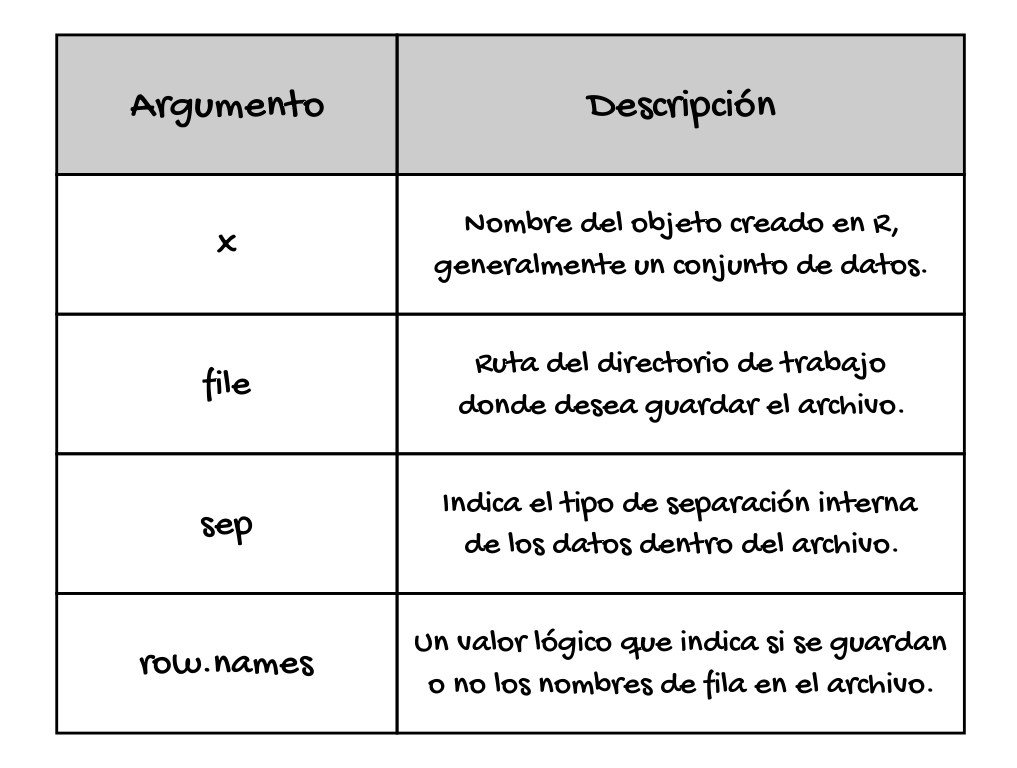 Argumento
Descripción
x
Nombre del objeto creado en R,
generalmente un conjunto de datos.
file
Ruta del directorio de trabajo
donde desea guardar el archivo.
sep
Indica el tipo de separación interna
de los datos dentro del archivo.
row.names
Un valor lógico que indica si se guardan
o no los nombres de fila en el archivo.